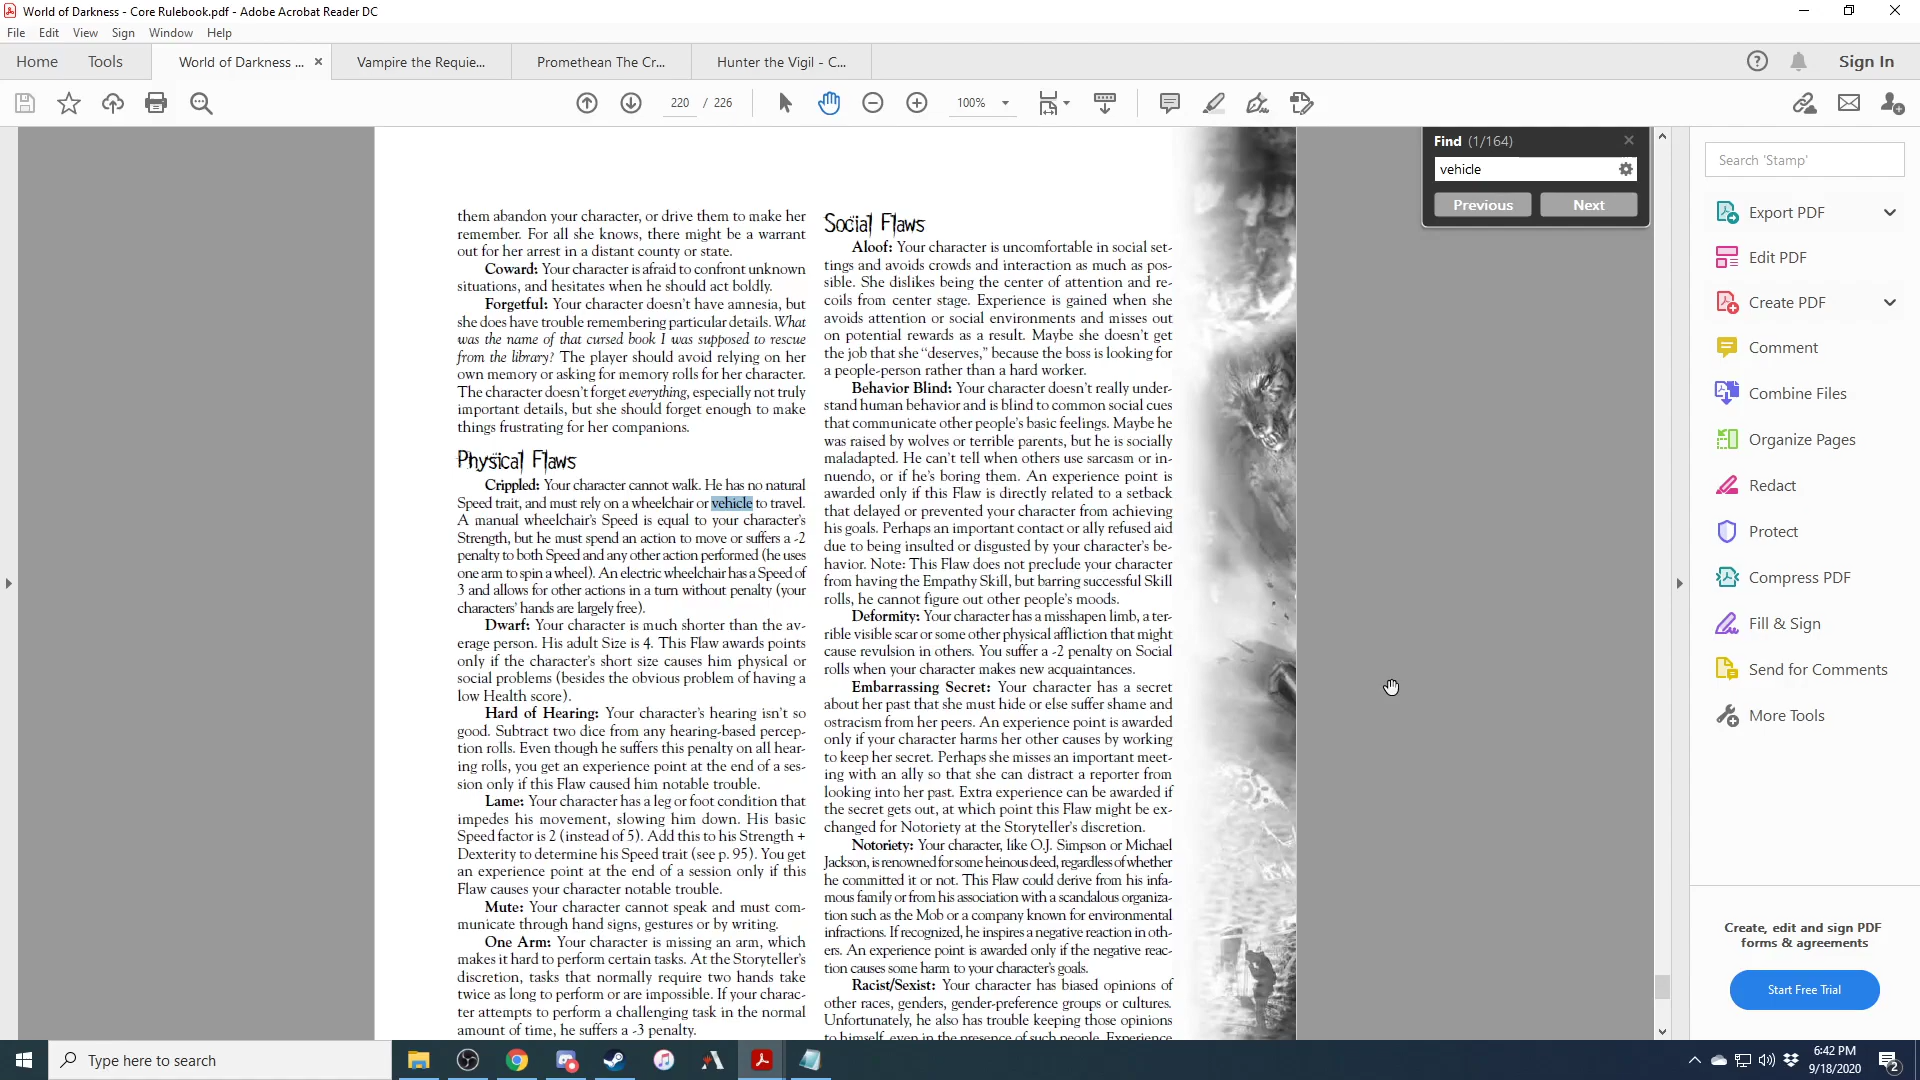 World of Darkness - Core Rulebook.pdf - Adobe Acrobat Reader DC
File Edit View Sign Window Help
Home Tools World of Darkness ... Vampire the Requie... Promethean The Cr... Hunter the Vigil - C... Sign In
220 / 226 100%
Find (1/164)
vehicle
Previous Next
them abandon your character, or drive them to make her
remember. For all she knows, there might be a warrant
out for her arrest in a distant county or state.
Coward: Your character is afraid to confront unknown
situations, and hesitates when he should act boldly.
Forgetful: Your character doesn't have amnesia, but
she does have trouble remembering particular details. What
was the name of that cursed book I was supposed to rescue
from the library? The player should avoid relying on her
own memory or asking for memory rolls for her character.
The character doesn't forget everything, especially not truly
important details, but she should forget enough to make
things frustrating for her companions.
Physical Flaws
Crippled: Your character cannot walk. He has no natural
Speed trait, and must rely on a wheelchair or vehicle to travel.
A manual wheelchair's Speed is equal to your character's
Strength, but he must spend an action to move or suffers a -2
penalty to both Speed and any other action performed (he uses
one arm to spin a wheel). An electric wheelchair has a Speed of
3 and allows for other actions in a turn without penalty (your
characters' hands are largely free).
Dwarf: Your character is much shorter than the av-
erage person. His adult Size is 4. This Flaw awards points
only if the character's short size causes him physical or
social problems (besides the obvious problem of having a
low Health score).
Hard of Hearing: Your character's hearing isn't so
good. Subtract two dice from any hearing-based percep-
tion rolls. Even though he suffers this penalty on all hear-
ing rolls, you get an experience point at the end of a ses-
sion only if this Flaw caused him notable trouble.
Lame: Your character has a leg or foot condition that
impedes his movement, slowing him down. His basic
Speed factor is 2 (instead of 5). Add this to his Strength +
Dexterity to determine his Speed trait (see p. 95). You get
an experience point at the end of a session only if this
Flaw causes your character notable trouble.
Mute: Your character cannot speak and must com-
municate through hand signs, gestures or by writing.
One Arm: Your character is missing an arm, which
makes it hard to perform certain tasks. At the Storyteller's
discretion, tasks that normally require two hands take
twice as long to perform or are impossible. If your charac-
ter attempts to perform a challenging task in the normal
amount of time, he suffers a -3 penalty.
Social Flaws
Aloof: Your character is uncomfortable in social set-
tings and avoids crowds and interaction as much as pos-
sible. She dislikes being the center of attention and re-
coils from center stage. Experience is gained when she
avoids attention or social environments and misses out
on potential rewards as a result. Maybe she doesn't get
the job that she "deserves," because the boss is looking for
a people-person rather than a hard worker.
Behavior Blind: Your character doesn't really under-
stand human behavior and is blind to common social cues
that communicate other people's basic feelings. Maybe he
was raised by wolves or terrible parents, but he is socially
maladapted. He can't tell when others use sarcasm or in-
nuendo, or if he's boring them. An experience point is
awarded only if this Flaw is directly related to a setback
that delayed or prevented your character from achieving
his goals. Perhaps an important contact or ally refused aid
due to being insulted or disgusted by your character's be-
havior. Note: This Flaw does not preclude your character
from having the Empathy Skill, but barring successful Skill
rolls, he cannot figure out other people's moods.
Deformity: Your character has a misshapen limb, a ter-
rible visible scar or some other physical affliction that might
cause revulsion in others. You suffer a -2 penalty on Social
rolls when your character makes new acquaintances.
Embarrassing Secret: Your character has a secret
about her past that she must hide or else suffer shame and
ostracism from her peers. An experience point is awarded
only if your character harms her other causes by working
to keep her secret. Perhaps she misses an important meet-
ing with an ally so that she can distract a reporter from
looking into her past. Extra experience can be awarded if
the secret gets out, at which point this Flaw might be ex-
changed for Notoriety at the Storyteller's discretion.
Notoriety: Your character, like O.J. Simpson or Michael
Jackson, is renowned for some heinous deed, regardless of whether
he committed it or not. This Flaw could derive from his infa-
mous family or from his association with a scandalous organiza-
tion such as the Mob or a company known for environmental
infractions. If recognized, he inspires a negative reaction in oth-
ers. An experience point is awarded only if the negative reac-
tion causes some harm to your character's goals.
Racist/Sexist: Your character has biased opinions of
other races, genders, gender-preference groups or cultures.
Unfortunately, he also has trouble keeping those opinions
to himself, even in the presence of such people. Experience
Search 'Stamp'
Export PDF
Edit PDF
Create PDF
Comment
Combine Files
Organize Pages
Redact
Protect
Compress PDF
Fill & Sign
Send for Comments
More Tools
Create, edit and sign PDF
forms & agreements
Start Free Trial
Type here to search
6:42 PM
9/18/2020
2